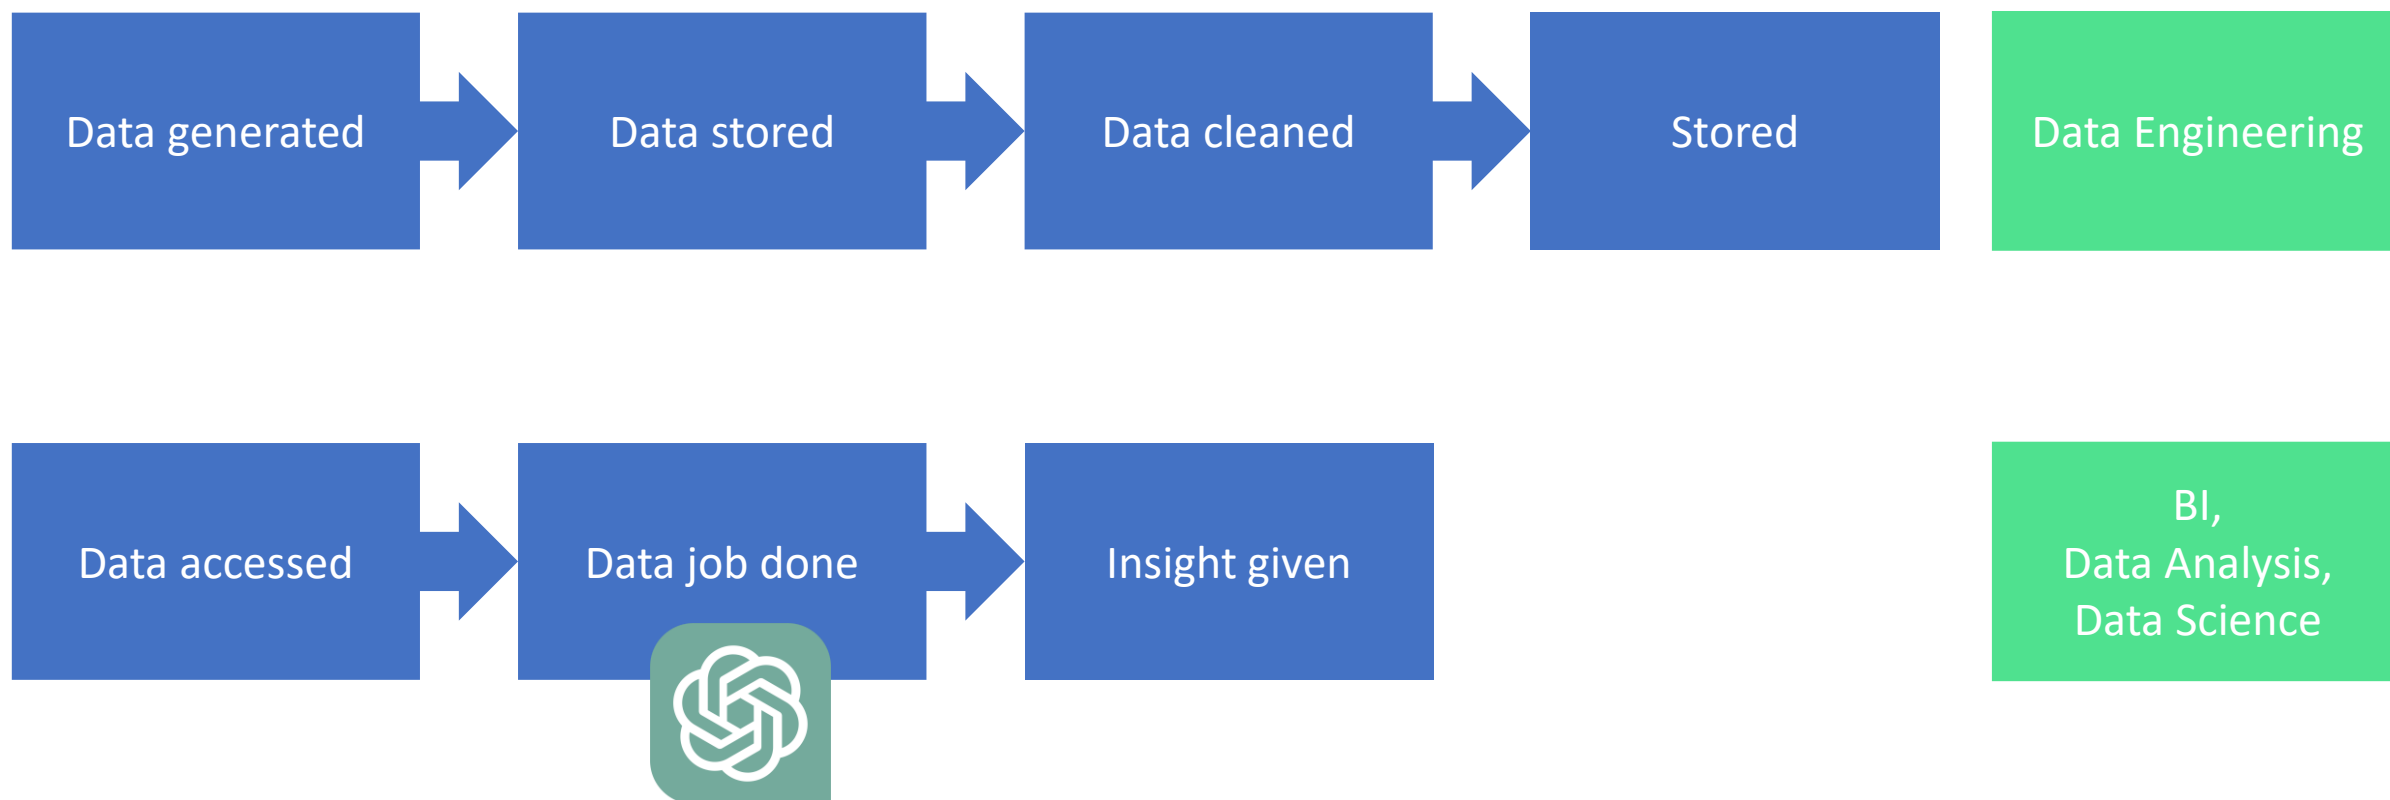 Data generated
Data stored
Data cleaned
Stored
Data Engineering
Data accessed
Data job done
Insight given
BI,
Data Analysis,
Data Science